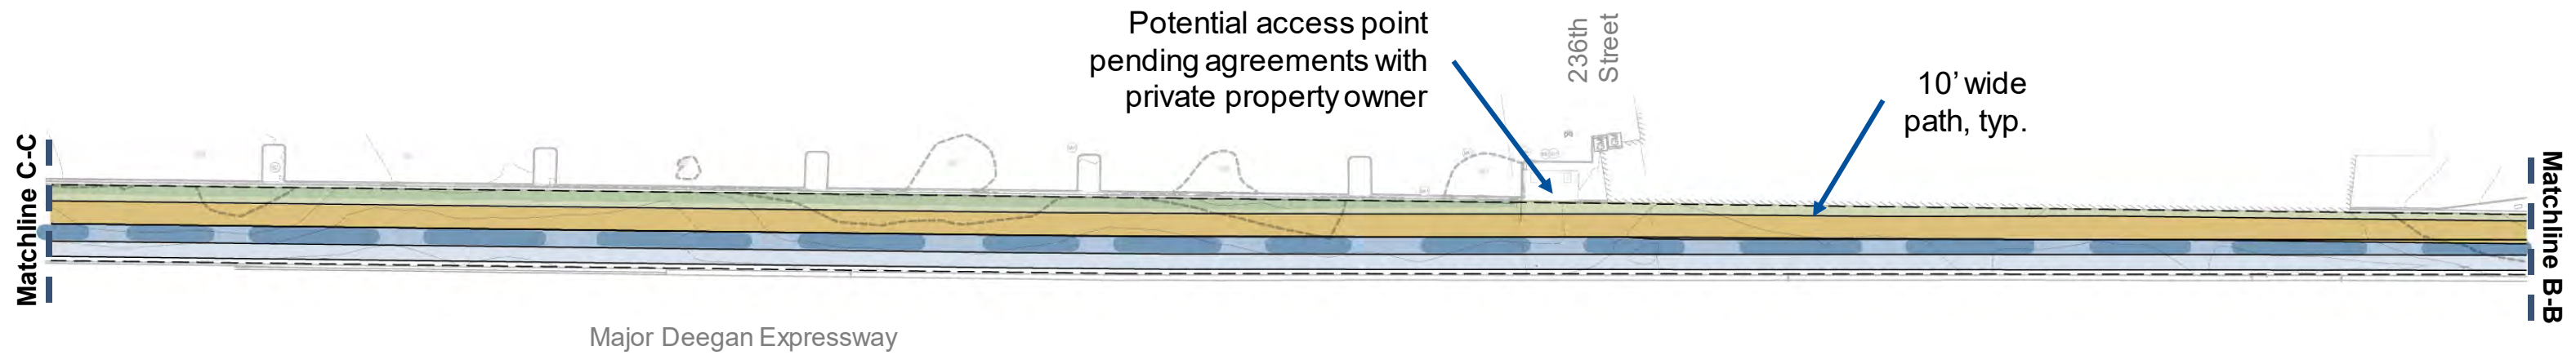 Potential access point
pending agreements with
private property owner
236th
Street
10’ wide
path, typ.
Matchline C-C
Matchline B-B
Major Deegan Expressway